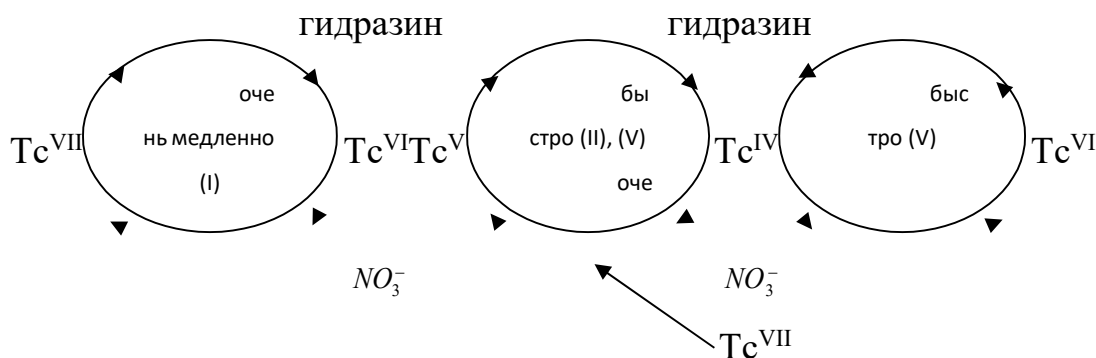 гидразин гидразин
оче бы быс
Tc^VII нь медленно Tc^VI Tc^V стро (II), (V) Tc^IV тро (V) Tc^VI
(I) оче
NO₃⁻ NO₃⁻
Tc^VII